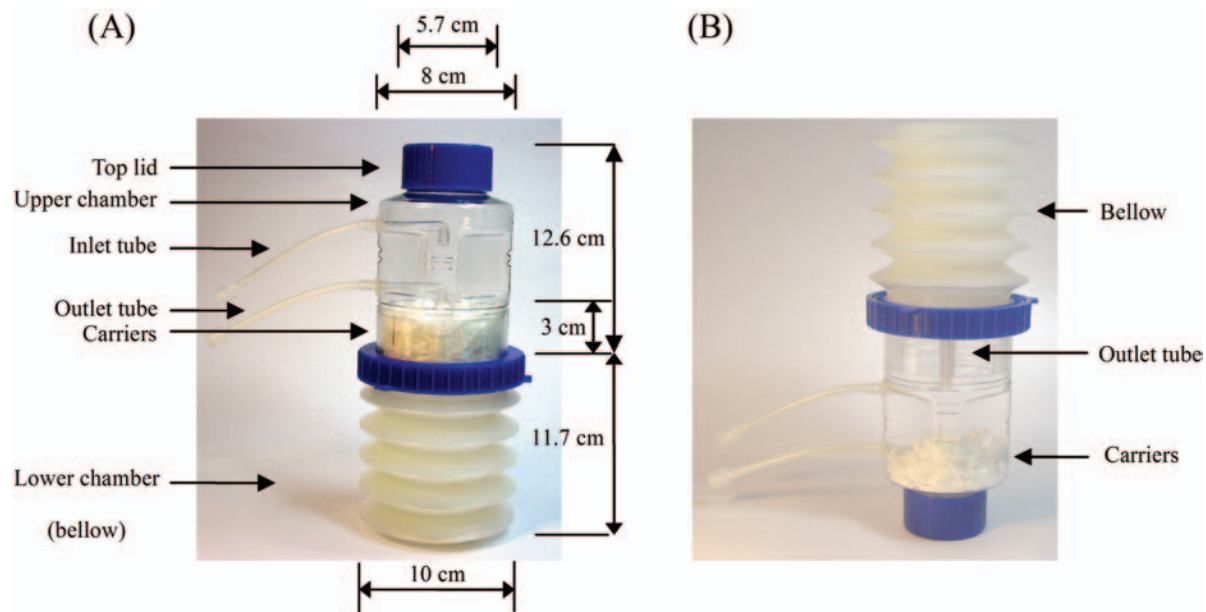 (A)
5.7 cm
8 cm
Top lid
Upper chamber
Inlet tube
Outlet tube
Carriers
12.6 cm
3 cm
11.7 cm
Lower chamber
(bellow)
10 cm
(B)
Bellow
Outlet tube
Carriers